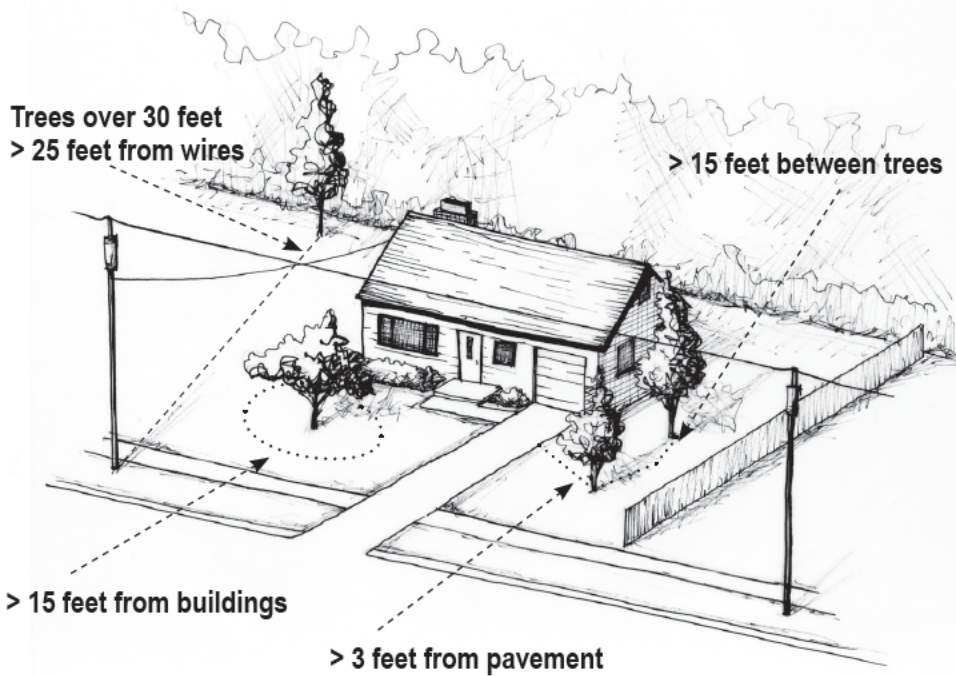 Trees over 30 feet
> 25 feet from wires
> 15 feet between trees
> 15 feet from buildings
> 3 feet from pavement